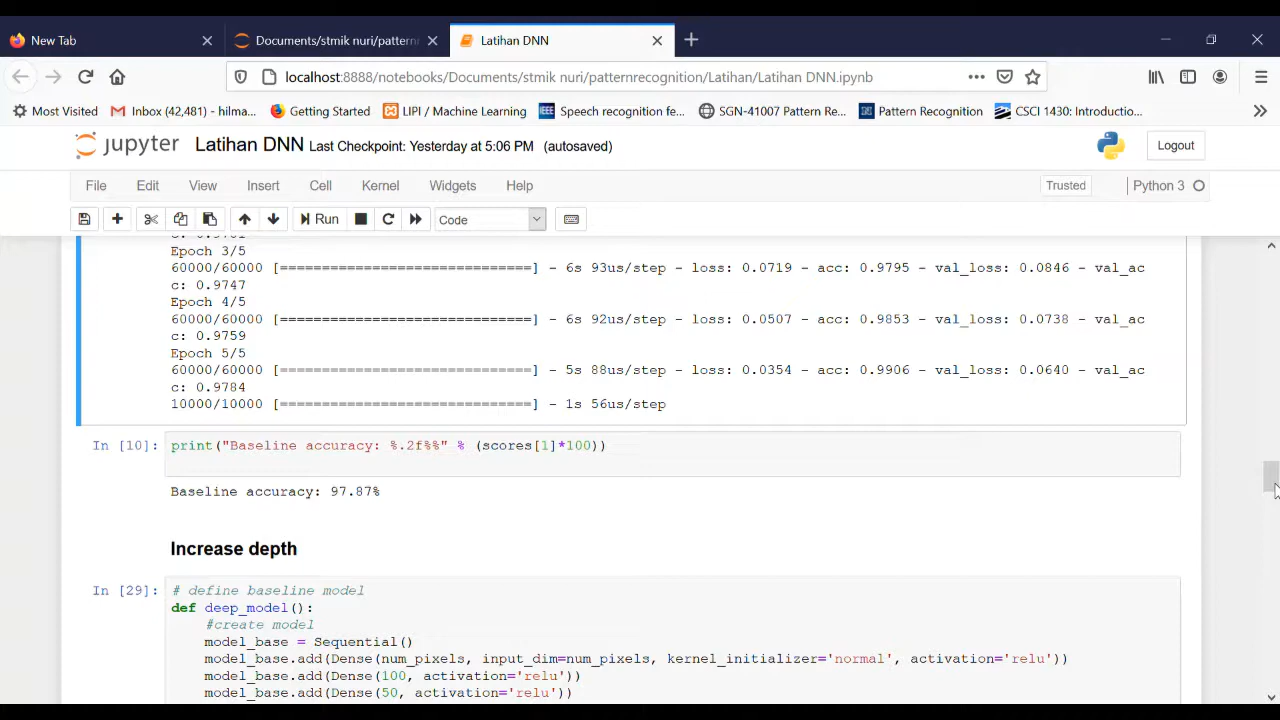 New Tab
Documents/stmik nuri/pattern
Latihan DNN
localhost:8888/notebooks/Documents/stmik nuri/patternrecognition/Latihan/Latihan DNN.ipynb
Most Visited
Inbox (42,481) - hilma...
Getting Started
LIPI / Machine Learning
IEEE
Speech recognition fe...
SGN-41007 Pattern Re...
Pattern Recognition
CSCI 1430: Introductio...
jupyter Latihan DNN Last Checkpoint: Yesterday at 5:06 PM (autosaved)
Logout
File Edit View Insert Cell Kernel Widgets Help
Trusted
Python 3
Run
Code
Epoch 3/5
60000/60000 [==============================] - 6s 93us/step - loss: 0.0719 - acc: 0.9795 - val_loss: 0.0846 - val_ac
c: 0.9747
Epoch 4/5
60000/60000 [==============================] - 6s 92us/step - loss: 0.0507 - acc: 0.9853 - val_loss: 0.0738 - val_ac
c: 0.9759
Epoch 5/5
60000/60000 [==============================] - 5s 88us/step - loss: 0.0354 - acc: 0.9906 - val_loss: 0.0640 - val_ac
c: 0.9784
10000/10000 [==============================] - 1s 56us/step
In [10]: print("Baseline accuracy: %.2f%%" % (scores[1]*100))
Baseline accuracy: 97.87%
Increase depth
In [29]: # define baseline model
def deep_model():
#create model
model_base = Sequential()
model_base.add(Dense(num_pixels, input_dim=num_pixels, kernel_initializer='normal', activation='relu'))
model_base.add(Dense(100, activation='relu'))
model_base.add(Dense(50, activation='relu'))